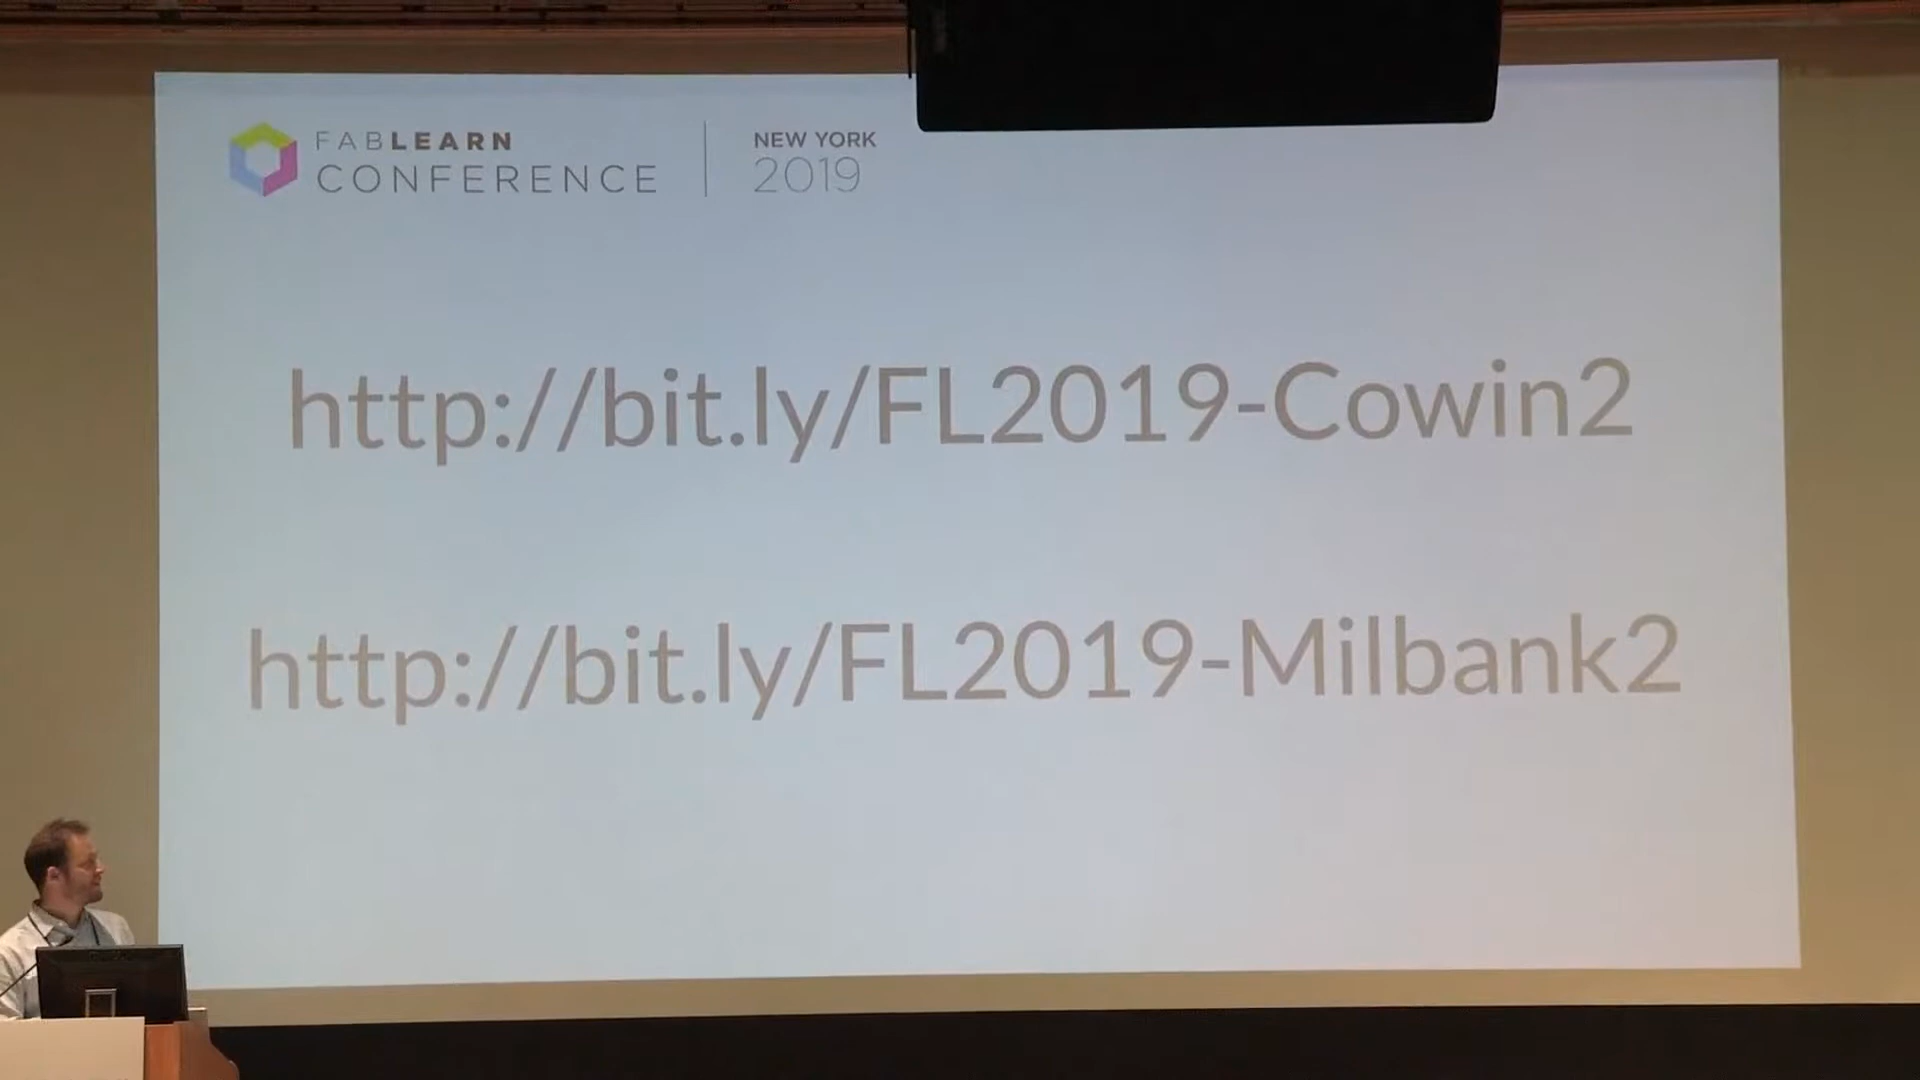 FABLEARN
CONFERENCE
NEW YORK
2019
http://bit.ly/FL2019-Cowin2
http://bit.ly/FL2019-Milbank2